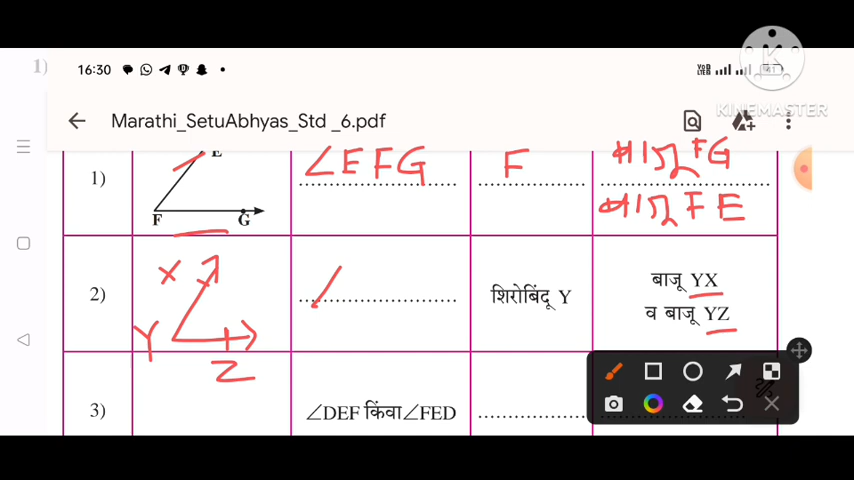 1)
16:30
KINEMASTER
Marathi_SetuAbhyas_Std _6.pdf
1)
E
F
G
∠EFG
F
बाजू FG
बाजू FE
2)
X
Y
Z
शिरोबिंदू Y
बाजू YX
व बाजू YZ
3)
∠DEF किंवा ∠FED